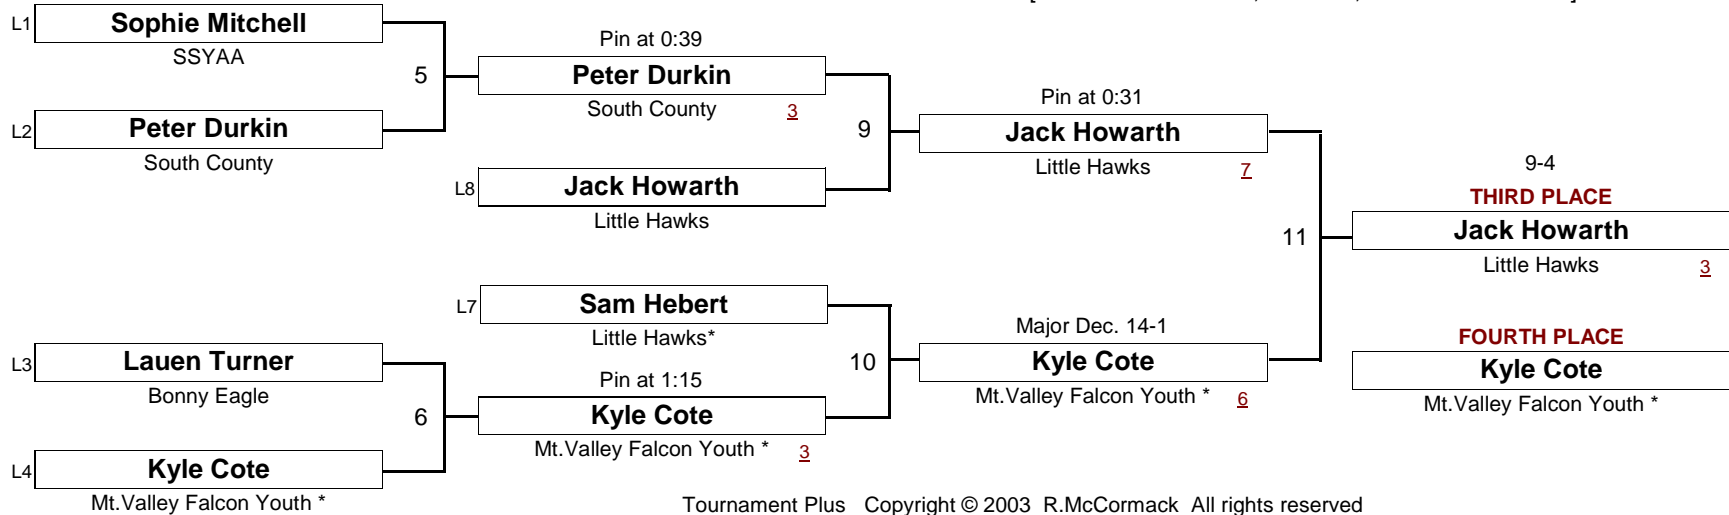 L1 Sophie Mitchell
SSYAA
5
L2 Peter Durkin
South County
Pin at 0:39
Peter Durkin
South County 3
9
L8 Jack Howarth
Little Hawks
Pin at 0:31
Jack Howarth
Little Hawks 7
11
9-4
THIRD PLACE
Jack Howarth
Little Hawks 3
L7 Sam Hebert
Little Hawks*
10
L3 Lauen Turner
Bonny Eagle
6
L4 Kyle Cote
Mt.Valley Falcon Youth *
Pin at 1:15
Kyle Cote
Mt.Valley Falcon Youth * 3
Major Dec. 14-1
Kyle Cote
Mt.Valley Falcon Youth * 6
FOURTH PLACE
Kyle Cote
Mt.Valley Falcon Youth *
Tournament Plus Copyright © 2003 R.McCormack All rights reserved